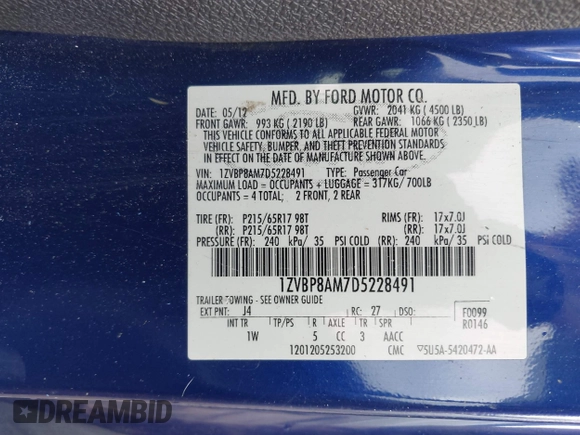 MFD. BY FORD MOTOR CO.
DATE: 05/12 GVWR: 2041 KG ( 4500 LB)
FRONT GAWR: 993 KG ( 2190 LB) REAR GAWR: 1066 KG ( 2350 LB)
THIS VEHICLE CONFORMS TO ALL APPLICABLE FEDERAL MOTOR
VEHICLE SAFETY, BUMPER, AND THEFT PREVENTION STANDARDS
IN EFFECT ON THE DATE OF MANUFACTURE SHOWN ABOVE.
VIN: 1ZVBP8AM7D5228491 TYPE: Passenger Car
MAXIMUM LOAD = OCCUPANTS + LUGGAGE = 317KG/ 700LB
OCCUPANTS = 4 TOTAL; 2 FRONT, 2 REAR
TIRE (FR): P215/65R17 98T RIMS (FR): 17x7.0J
(RR): P215/65R17 98T (RR): 17x7.0J
PRESSURE (FR): 240 kPa/ 35 PSI COLD (RR): 240 kPa/ 35 PSI COLD
1ZVBP8AM7D5228491
TRAILER TOWING - SEE OWNER GUIDE
EXT PNT: J4 RC: 27 DSO: F0099
R0146
INT TR TP/PS R AXLE TR SPR
1W 5 CC 3 AACC
1201205253200 CMC ▽5U5A-5420472-AA
DREAMBID